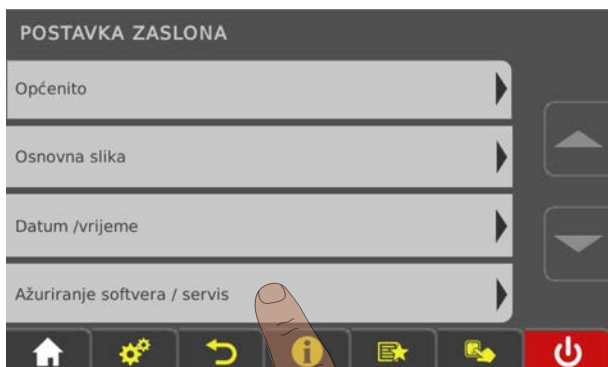 POSTAVKA ZASLONA
Općenito
Osnovna slika
Datum /vrijeme
Ažuriranje softvera / servis